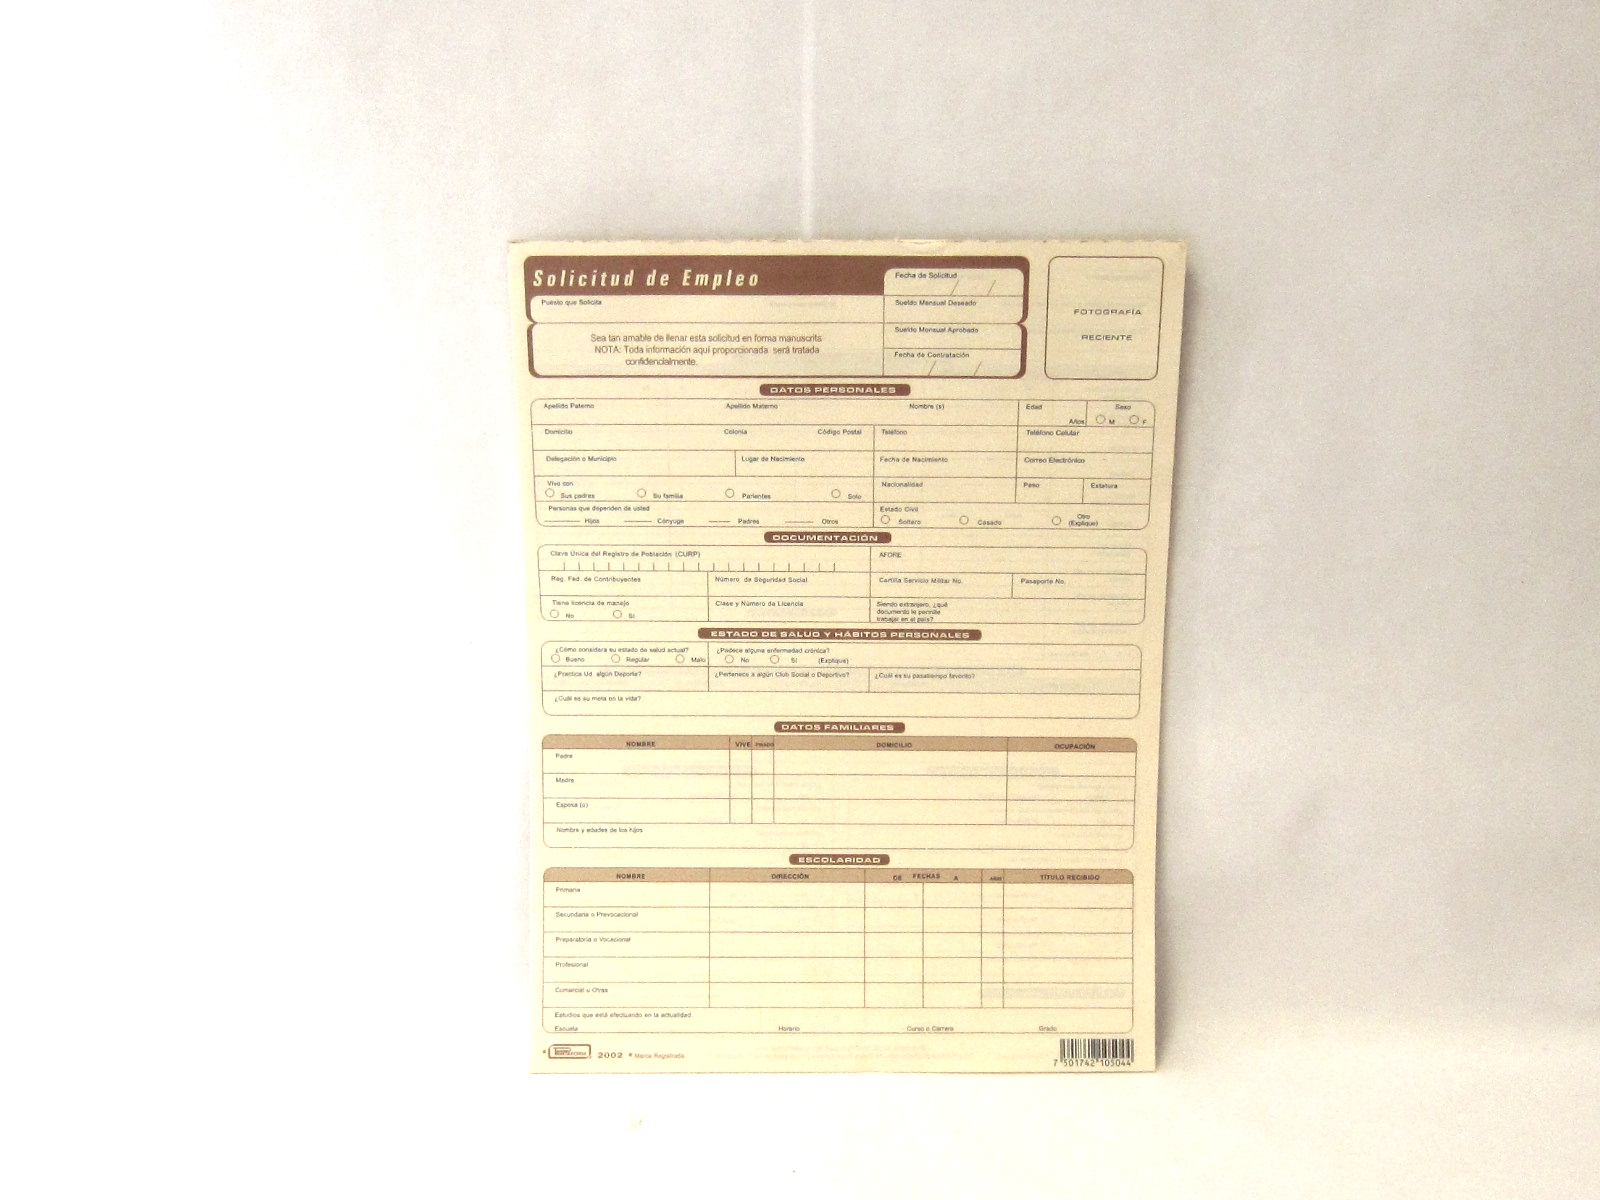 Solicitud de Empleo
Fecha de Solicitud
Puesto que Solicita
Sueldo Mensual Deseado
Sea tan amable de llenar esta solicitud en forma manuscrita
NOTA: Toda información aquí proporcionada será tratada
confidencialmente.
Sueldo Mensual Aprobado
Fecha de Contratación
FOTOGRAFÍA
RECIENTE
DATOS PERSONALES
Apellido Paterno Apellido Materno Nombre (s) Edad Sexo
Años M F
Domicilio Colonia Código Postal Teléfono Teléfono Celular
Delegación o Municipio Lugar de Nacimiento Fecha de Nacimiento Correo Electrónico
Vive con Nacionalidad Peso Estatura
Sus padres Su familia Parientes Solo
Personas que dependen de usted Estado Civil
Hijos Cónyuge Padres Otros Soltero Casado Otro (Explique)
DOCUMENTACIÓN
Clave Única del Registro de Población (CURP) AFORE
Reg. Fed. de Contribuyentes Número de Seguridad Social Cartilla Servicio Militar No. Pasaporte No.
Tiene licencia de manejo Clase y Número de Licencia Siendo extranjero, ¿qué
documento le permite
No Sí trabajar en el país?
ESTADO DE SALUD Y HÁBITOS PERSONALES
¿Cómo considera su estado de salud actual? ¿Padece alguna enfermedad crónica?
Bueno Regular Malo No Sí (Explique)
¿Practica Ud. algún Deporte? ¿Pertenece a algún Club Social o Deportivo? ¿Cuál es su pasatiempo favorito?
¿Cuál es su meta en la vida?
DATOS FAMILIARES
NOMBRE VIVE FINADO DOMICILIO OCUPACIÓN
Padre
Madre
Esposa (o)
Nombre y edades de los hijos
ESCOLARIDAD
NOMBRE DIRECCIÓN DE FECHAS A AÑOS TÍTULO RECIBIDO
Primaria
Secundaria o Prevocacional
Preparatoria o Vocacional
Profesional
Comercial u Otras
Estudios que está efectuando en la actualidad
Escuela Horario Curso o Carrera Grado
2002 * Marca Registrada
7 501742 105044